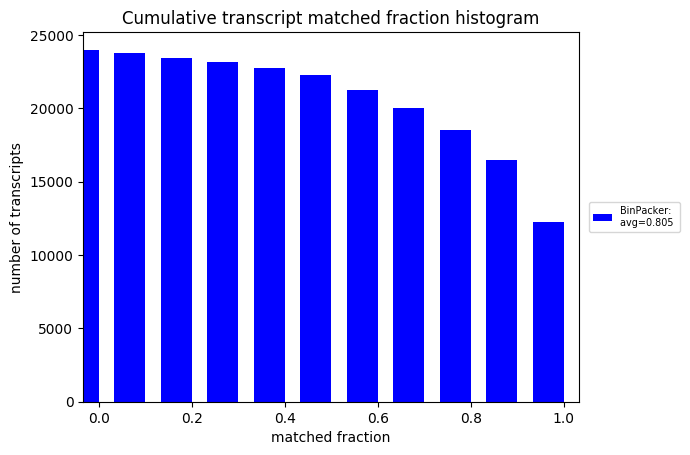 Cumulative transcript matched fraction histogram
25000
20000
15000
10000
5000
0
number of transcripts
0.0 0.2 0.4 0.6 0.8 1.0
matched fraction
BinPacker:
avg=0.805